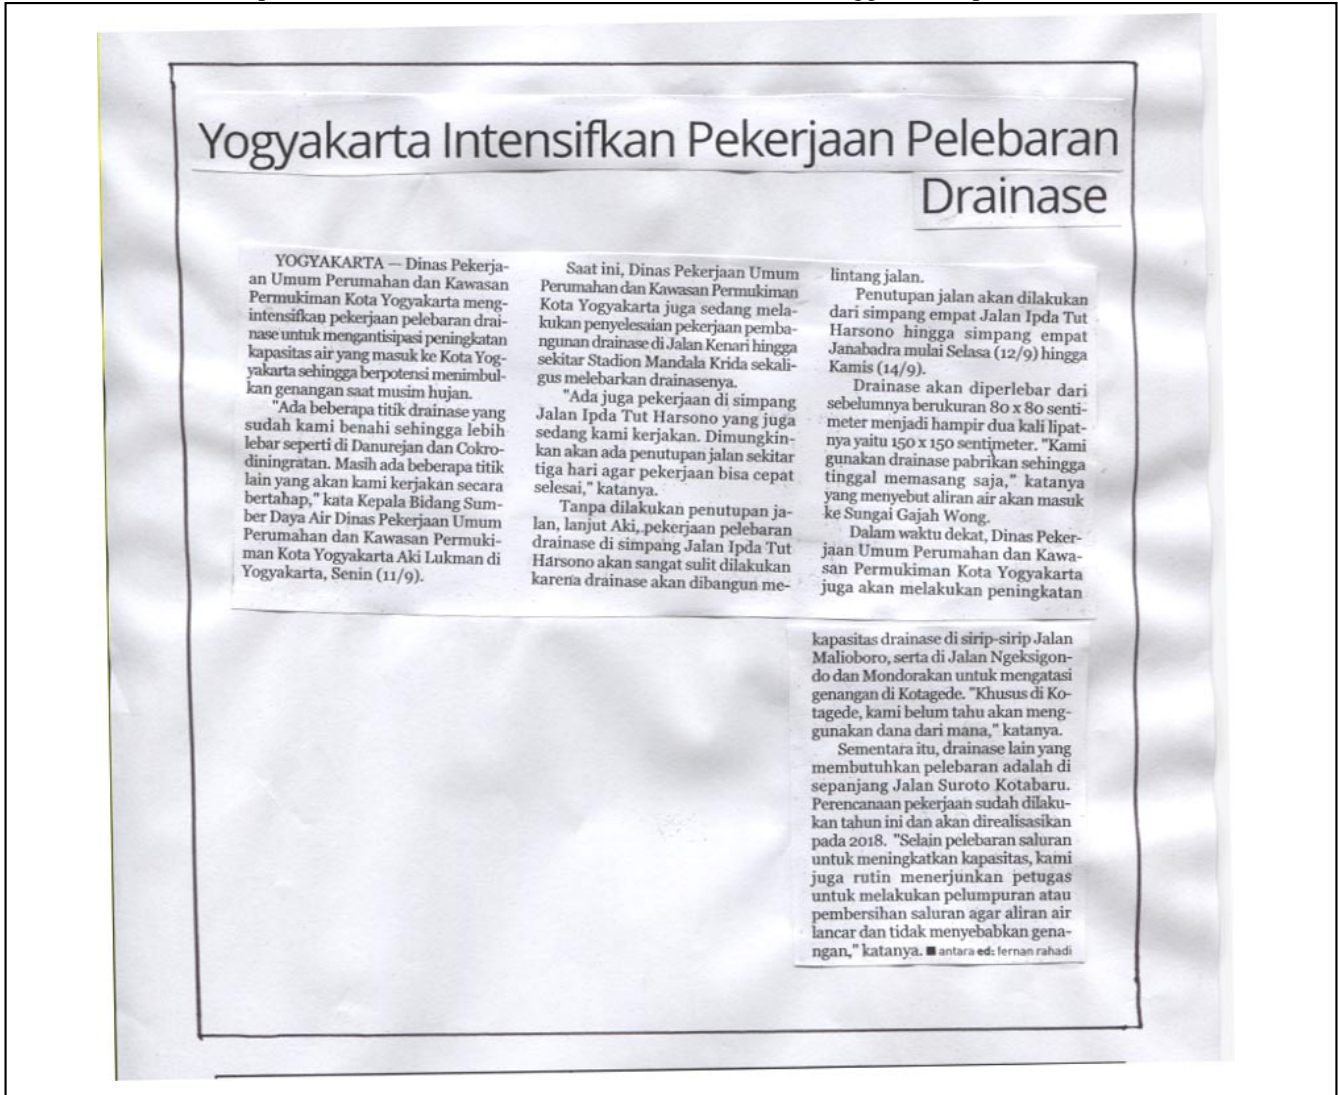 Yogyakarta Intensifkan Pekerjaan Pelebaran
Drainase
YOGYAKARTA — Dinas Pekerja-
an Umum Perumahan dan Kawasan
Permukiman Kota Yogyakarta meng-
intensifkan pekerjaan pelebaran drai-
nase untuk mengantisipasi peningkatan
kapasitas air yang masuk ke Kota Yog-
yakarta sehingga berpotensi menimbul-
kan genangan saat musim hujan.
"Ada beberapa titik drainase yang
sudah kami benahi sehingga lebih
lebar seperti di Danurejan dan Cokro-
diningratan. Masih ada beberapa titik
lain yang akan kami kerjakan secara
bertahap," kata Kepala Bidang Sum-
ber Daya Air Dinas Pekerjaan Umum
Perumahan dan Kawasan Permuki-
man Kota Yogyakarta Aki Lukman di
Yogyakarta, Senin (11/9).
Saat ini, Dinas Pekerjaan Umum
Perumahan dan Kawasan Permukiman
Kota Yogyakarta juga sedang mela-
kukan penyelesaian pekerjaan pemba-
ngunan drainase di Jalan Kenari hingga
sekitar Stadion Mandala Krida sekali-
gus melebarkan drainasenya.
"Ada juga pekerjaan di simpang
Jalan Ipda Tut Harsono yang juga
sedang kami kerjakan. Dimungkin-
kan akan ada penutupan jalan sekitar
tiga hari agar pekerjaan bisa cepat
selesai," katanya.
Tanpa dilakukan penutupan ja-
lan, lanjut Aki, pekerjaan pelebaran
drainase di simpang Jalan Ipda Tut
Harsono akan sangat sulit dilakukan
karena drainase akan dibangun me-
lintang jalan.
Penutupan jalan akan dilakukan
dari simpang empat Jalan Ipda Tut
Harsono hingga simpang empat
Janabadra mulai Selasa (12/9) hingga
Kamis (14/9).
Drainase akan diperlebar dari
sebelumnya berukuran 80 x 80 senti-
meter menjadi hampir dua kali lipat-
nya yaitu 150 x 150 sentimeter. "Kami
gunakan drainase pabrikan sehingga
tinggal memasang saja," katanya
yang menyebut aliran air akan masuk
ke Sungai Gajah Wong.
Dalam waktu dekat, Dinas Peker-
jaan Umum Perumahan dan Kawa-
san Permukiman Kota Yogyakarta
juga akan melakukan peningkatan
kapasitas drainase di sirip-sirip Jalan
Malioboro, serta di Jalan Ngeksigon-
do dan Mondorakan untuk mengatasi
genangan di Kotagede. "Khusus di Ko-
tagede, kami belum tahu akan meng-
gunakan dana dari mana," katanya.
Sementara itu, drainase lain yang
membutuhkan pelebaran adalah di
sepanjang Jalan Suroto Kotabaru.
Perencanaan pekerjaan sudah dilaku-
kan tahun ini dan akan direalisasikan
pada 2018. "Selain pelebaran saluran
untuk meningkatkan kapasitas, kami
juga rutin menerjunkan petugas
untuk melakukan pelumpuran atau
pembersihan saluran agar aliran air
lancar dan tidak menyebabkan gena-
ngan," katanya. ■ antara ed: fernan rahadi